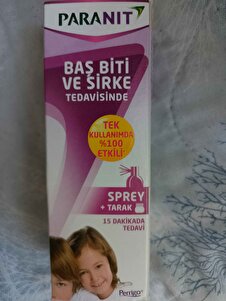 PARANIT
BAŞ BİTİ
VE SİRKE
TEDAVİSİNDE
TEK
KULLANIMDA
%100
ETKİLİ
SPREY
+ TARAK
15 DAKİKADA
TEDAVİ
Perrigo